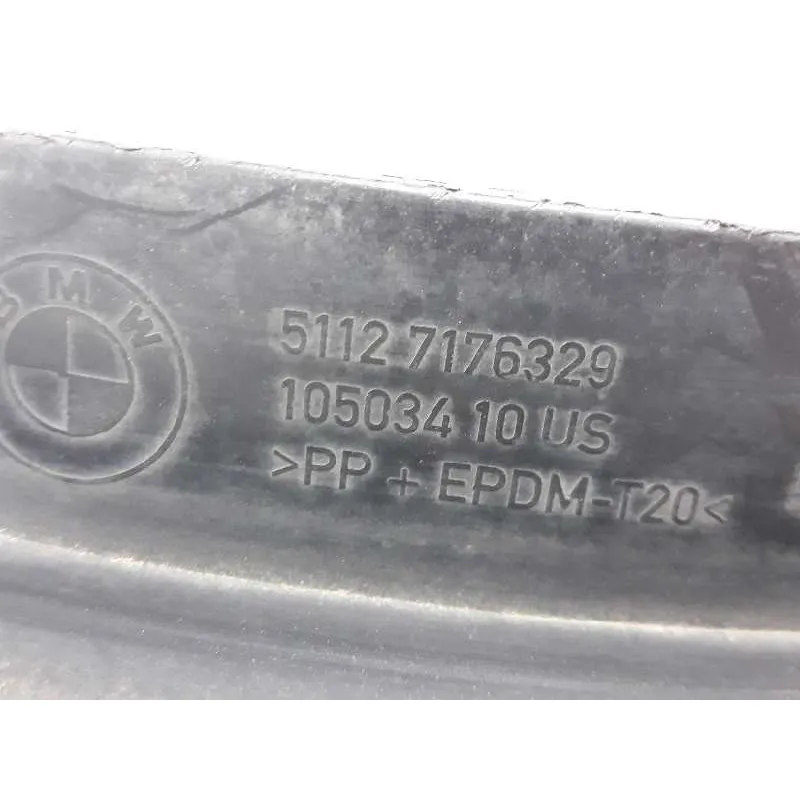 BMW
5112 7176329
105034 10 US
>PP + EPDM-T20<